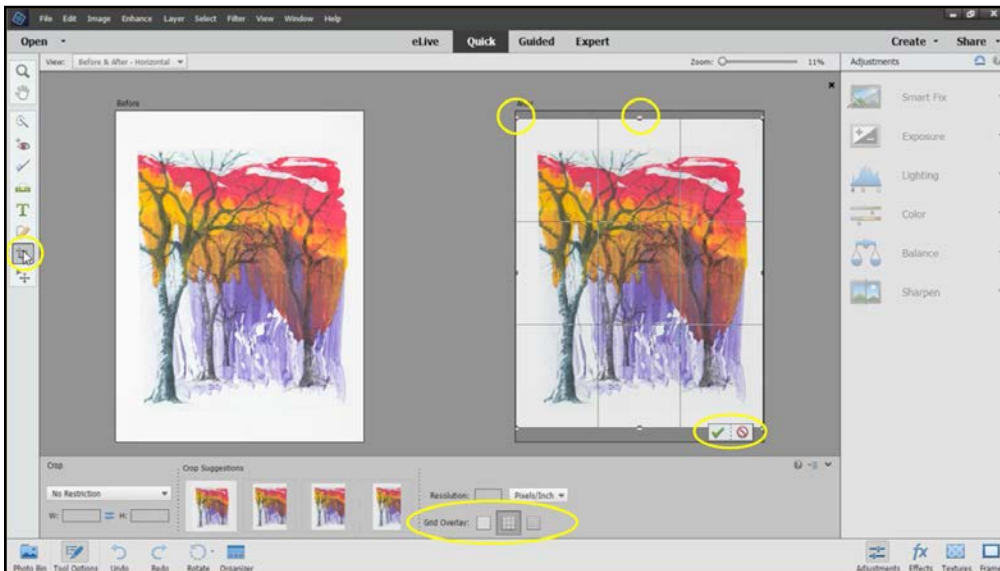 File Edit Image Enhance Layer Select Filter View Window Help
Open eLive Quick Guided Expert Create Share
View: Before & After - Horizontal Zoom: 11% Adjustments
Before
Smart Fix
Exposure
Lighting
Color
Balance
Sharpen
T
Crop
Crop Suggestions
No Restriction
Resolution: Pixels/Inch
W: H:
Grid Overlay:
Photo Bin Tool Options Undo Redo Rotate Organizer
fx
Adjustments Effects Textures Frame